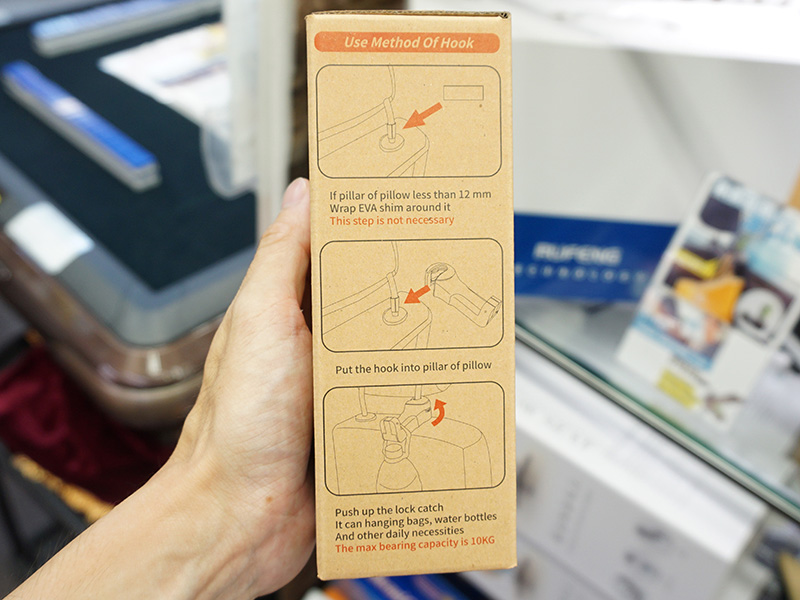 Use Method Of Hook
If pillar of pillow less than 12 mm
Wrap EVA shim around it
This step is not necessary
Put the hook into pillar of pillow
Push up the lock catch
It can hanging bags, water bottles
And other daily necessities
The max bearing capacity is 10KG
RUFENG
TECHNOLOGY